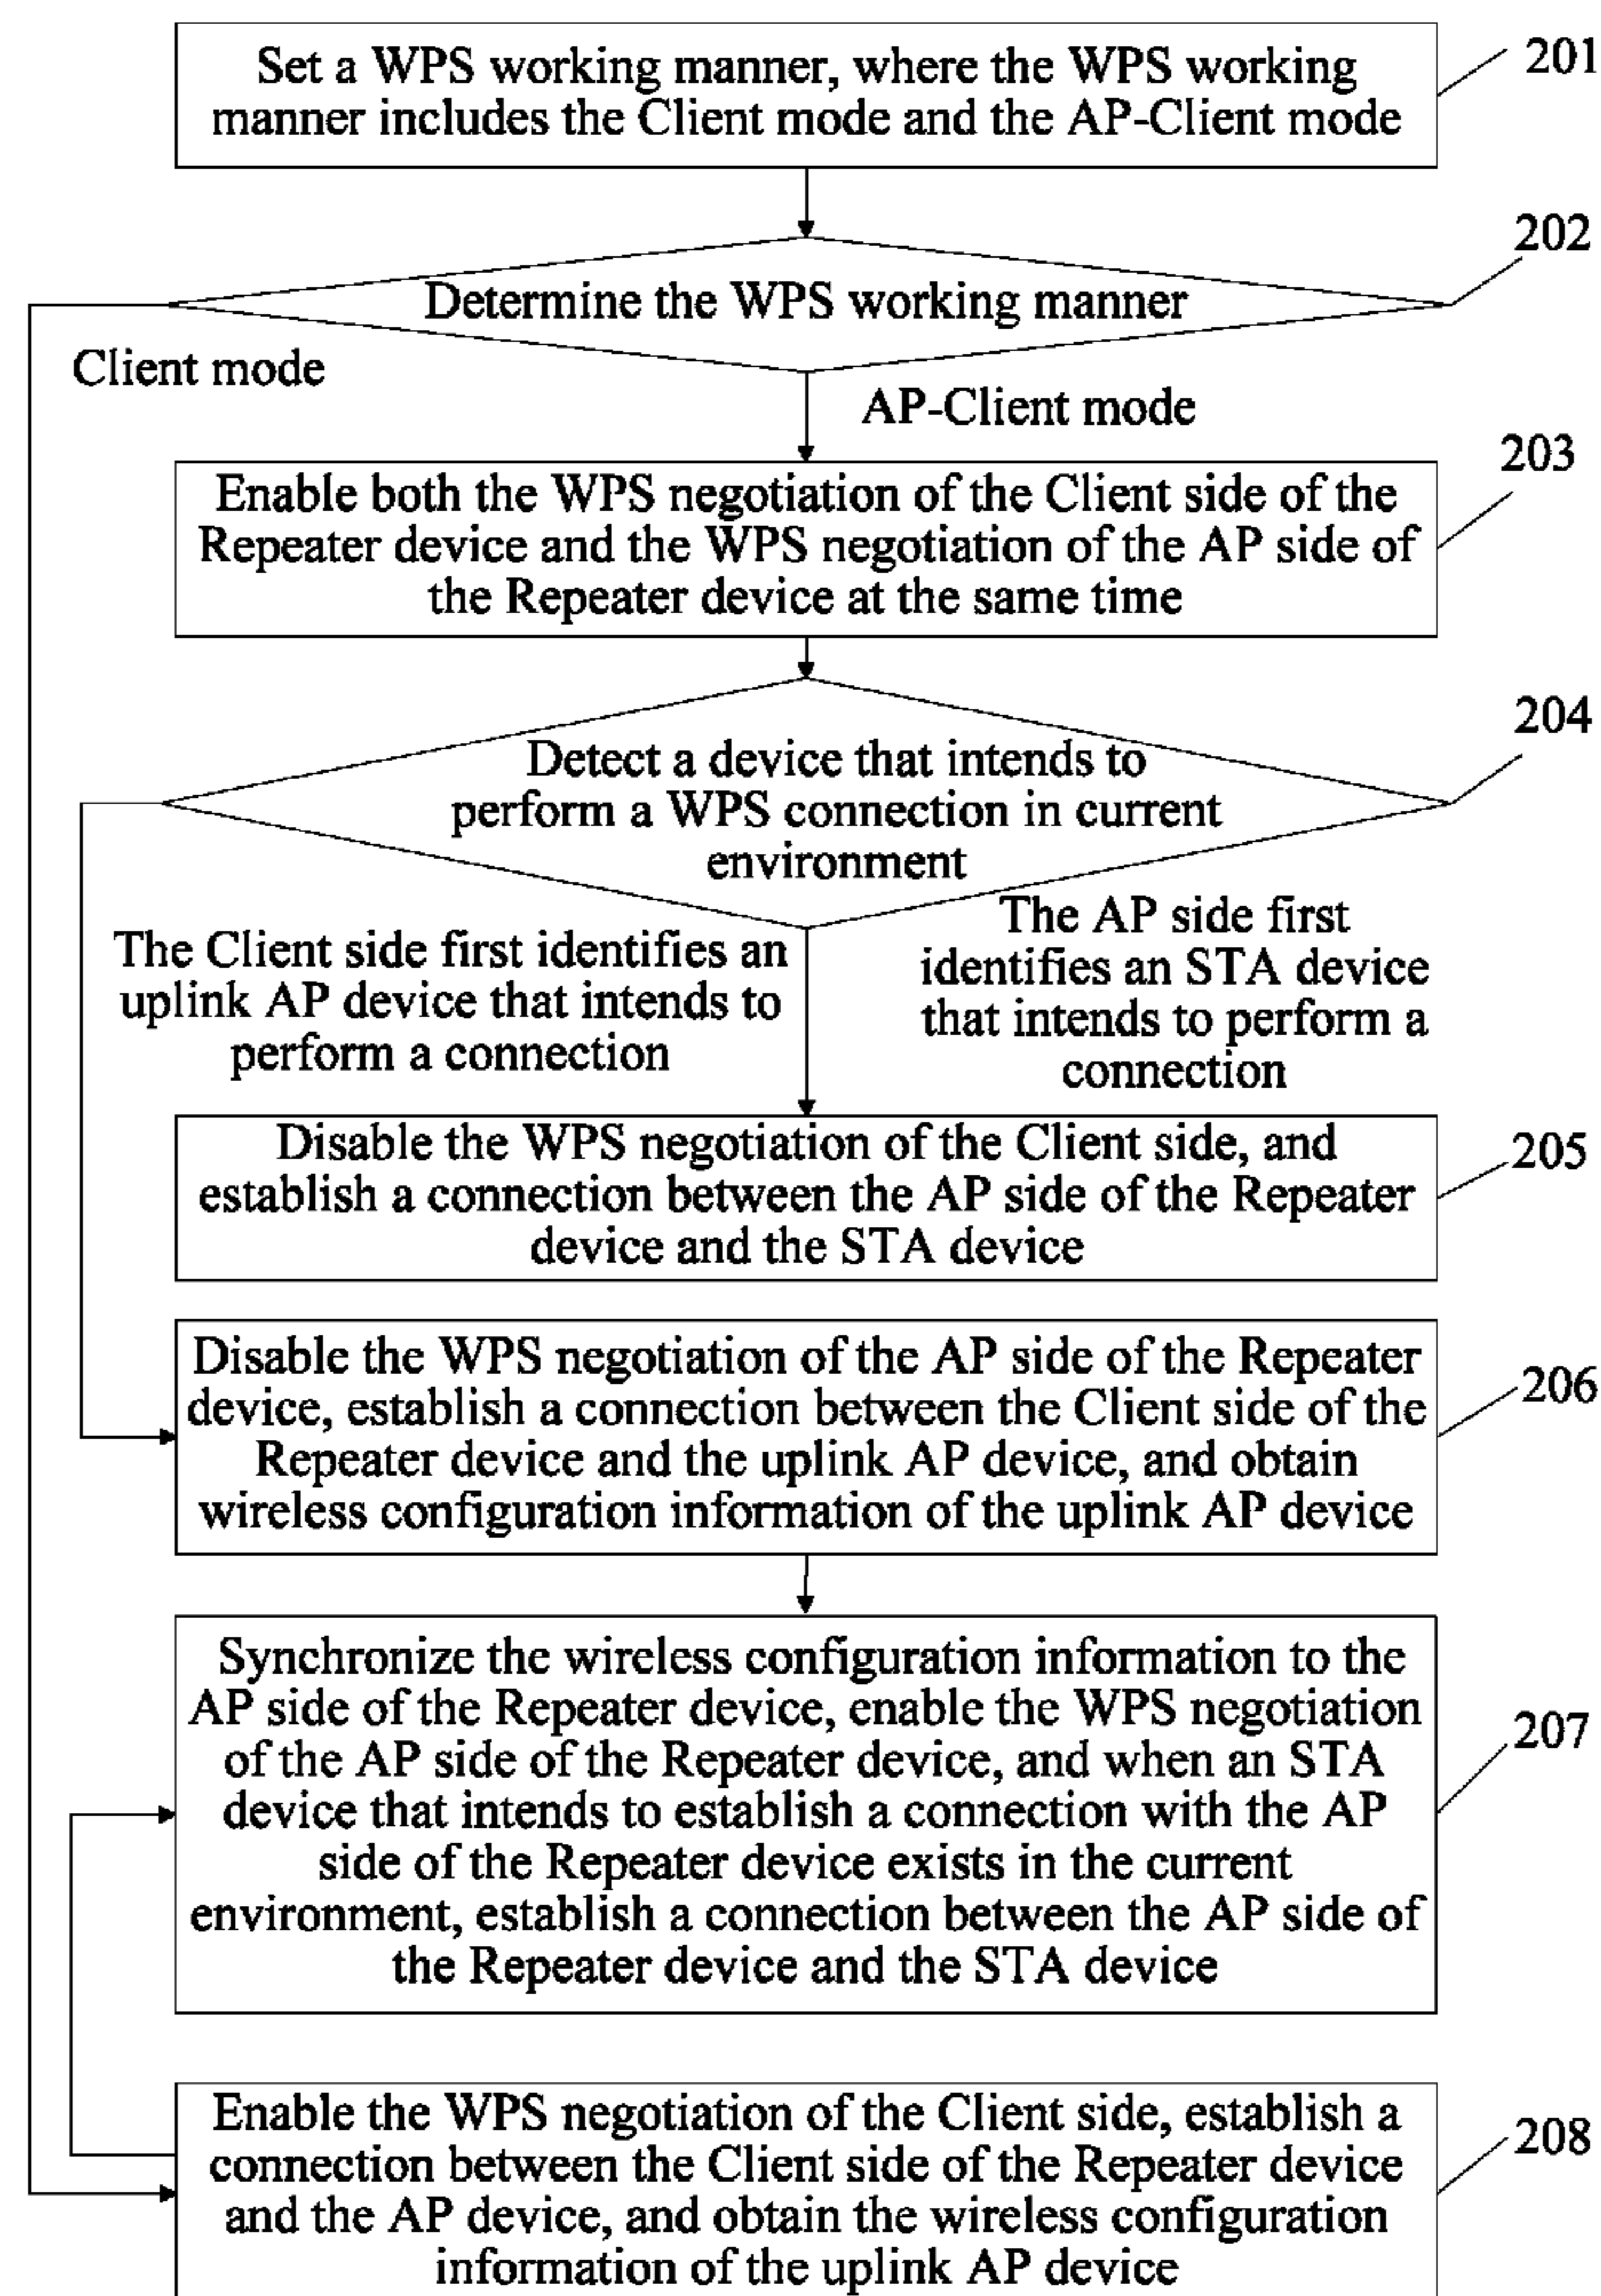 Set a WPS working manner, where the WPS working
manner includes the Client mode and the AP-Client mode
201
Determine the WPS working manner
202
Client mode
AP-Client mode
Enable both the WPS negotiation of the Client side of the
Repeater device and the WPS negotiation of the AP side of
the Repeater device at the same time
203
Detect a device that intends to
perform a WPS connection in current
environment
204
The Client side first identifies an
uplink AP device that intends to
perform a connection
The AP side first
identifies an STA device
that intends to perform a
connection
Disable the WPS negotiation of the Client side, and
establish a connection between the AP side of the Repeater
device and the STA device
205
Disable the WPS negotiation of the AP side of the Repeater
device, establish a connection between the Client side of the
Repeater device and the uplink AP device, and obtain
wireless configuration information of the uplink AP device
206
Synchronize the wireless configuration information to the
AP side of the Repeater device, enable the WPS negotiation
of the AP side of the Repeater device, and when an STA
device that intends to establish a connection with the AP
side of the Repeater device exists in the current
environment, establish a connection between the AP side of
the Repeater device and the STA device
207
Enable the WPS negotiation of the Client side, establish a
connection between the Client side of the Repeater device
and the AP device, and obtain the wireless configuration
information of the uplink AP device
208